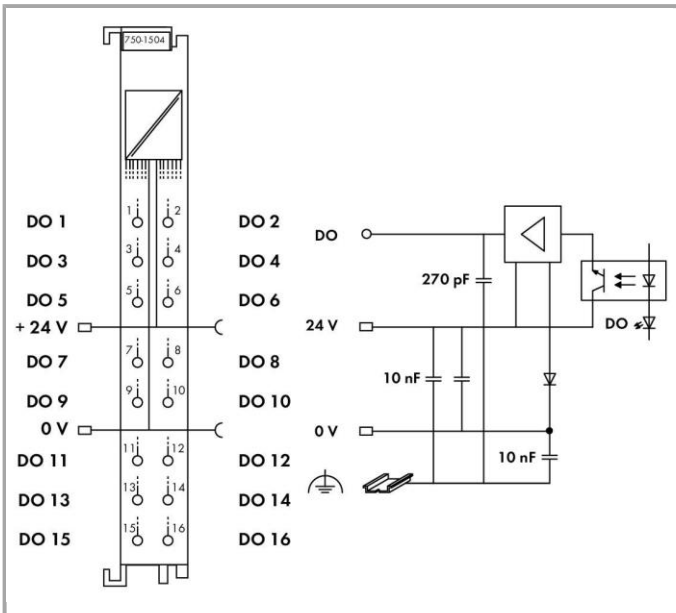 750-1504
1 2
DO 1 DO 2 DO
3 4
DO 3 DO 4
270 pF
5 6
DO 5 DO 6
+ 24 V 24 V DO
7 8
DO 7 DO 8
10 nF
9 10
DO 9 DO 10
0 V 0 V
11 12
DO 11 DO 12 10 nF
13 14
DO 13 DO 14
15 16
DO 15 DO 16